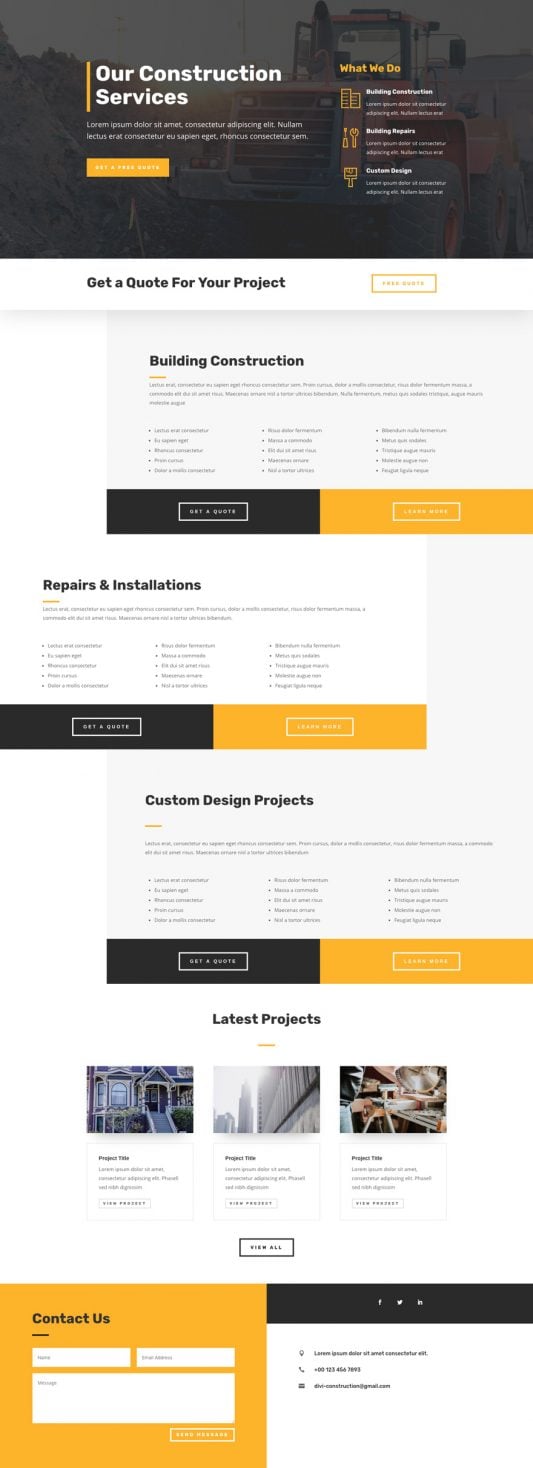 Our Construction
Services
Lorem ipsum dolor sit amet, consectetur adipiscing elit. Nullam
lectus erat consectetur eu sapien eget, rhoncus consectetur sem.
GET A FREE QUOTE
What We Do
Building Construction
Lorem ipsum dolor sit consectetur
adipiscing elit. Nullam lectus erat
Building Repairs
Lorem ipsum dolor sit consectetur
adipiscing elit. Nullam lectus erat
Custom Design
Lorem ipsum dolor sit consectetur
adipiscing elit. Nullam lectus erat
Get a Quote For Your Project
FREE QUOTE
Building Construction
Lectus erat, consectetur eu sapien eget rhoncus consectetur sem. Proin cursus, dolor a mollis consectetur, risus dolor fermentum massa, a
commodo elit dui sit amet risus. Maecenas ornare nisl a tortor ultrices bibendum. Nulla fermentum, metus quis sodales tristique, augue mauris
molestie augue
Lectus erat consectetur
Eu sapien eget
Rhoncus consectetur
Proin cursus
Dolor a mollis consectetur
Risus dolor fermentum
Massa a commodo
Elit dui sit amet risus
Maecenas ornare
Nisl a tortor ultrices
Bibendum nulla fermentum
Metus quis sodales
Tristique augue mauris
Molestie augue non
Feugiat ligula neque
GET A QUOTE
LEARN MORE
Repairs & Installations
Lectus erat, consectetur eu sapien eget rhoncus consectetur sem. Proin cursus, dolor a mollis consectetur, risus dolor fermentum massa, a
commodo elit dui sit amet risus. Maecenas ornare nisl a tortor ultrices bibendum.
Lectus erat consectetur
Eu sapien eget
Rhoncus consectetur
Proin cursus
Dolor a mollis consectetur
Risus dolor fermentum
Massa a commodo
Elit dui sit amet risus
Maecenas ornare
Nisl a tortor ultrices
Bibendum nulla fermentum
Metus quis sodales
Tristique augue mauris
Molestie augue non
Feugiat ligula neque
GET A QUOTE
LEARN MORE
Custom Design Projects
Lectus erat, consectetur eu sapien eget rhoncus consectetur sem. Proin cursus, dolor a mollis consectetur, risus dolor fermentum massa, a commodo
elit dui sit amet risus. Maecenas ornare nisl a tortor ultrices bibendum
Lectus erat consectetur
Eu sapien eget
Rhoncus consectetur
Proin cursus
Dolor a mollis consectetur
Risus dolor fermentum
Massa a commodo
Elit dui sit amet risus
Maecenas ornare
Nisl a tortor ultrices
Bibendum nulla fermentum
Metus quis sodales
Tristique augue mauris
Molestie augue non
Feugiat ligula neque
GET A QUOTE
LEARN MORE
Latest Projects
Project Title
Lorem ipsum dolor sit amet,
consectetur adipiscing elit. Phasell
sed nibh dignissim
VIEW PROJECT
Project Title
Lorem ipsum dolor sit amet,
consectetur adipiscing elit. Phasell
sed nibh dignissim
VIEW PROJECT
Project Title
Lorem ipsum dolor sit amet,
consectetur adipiscing elit. Phasell
sed nibh dignissim
VIEW PROJECT
VIEW ALL
Contact Us
Name
Email Address
Message
SEND MESSAGE
Lorem ipsum dolor sit amet consectetur elit.
+00 123 456 7893
divi-construction@gmail.com